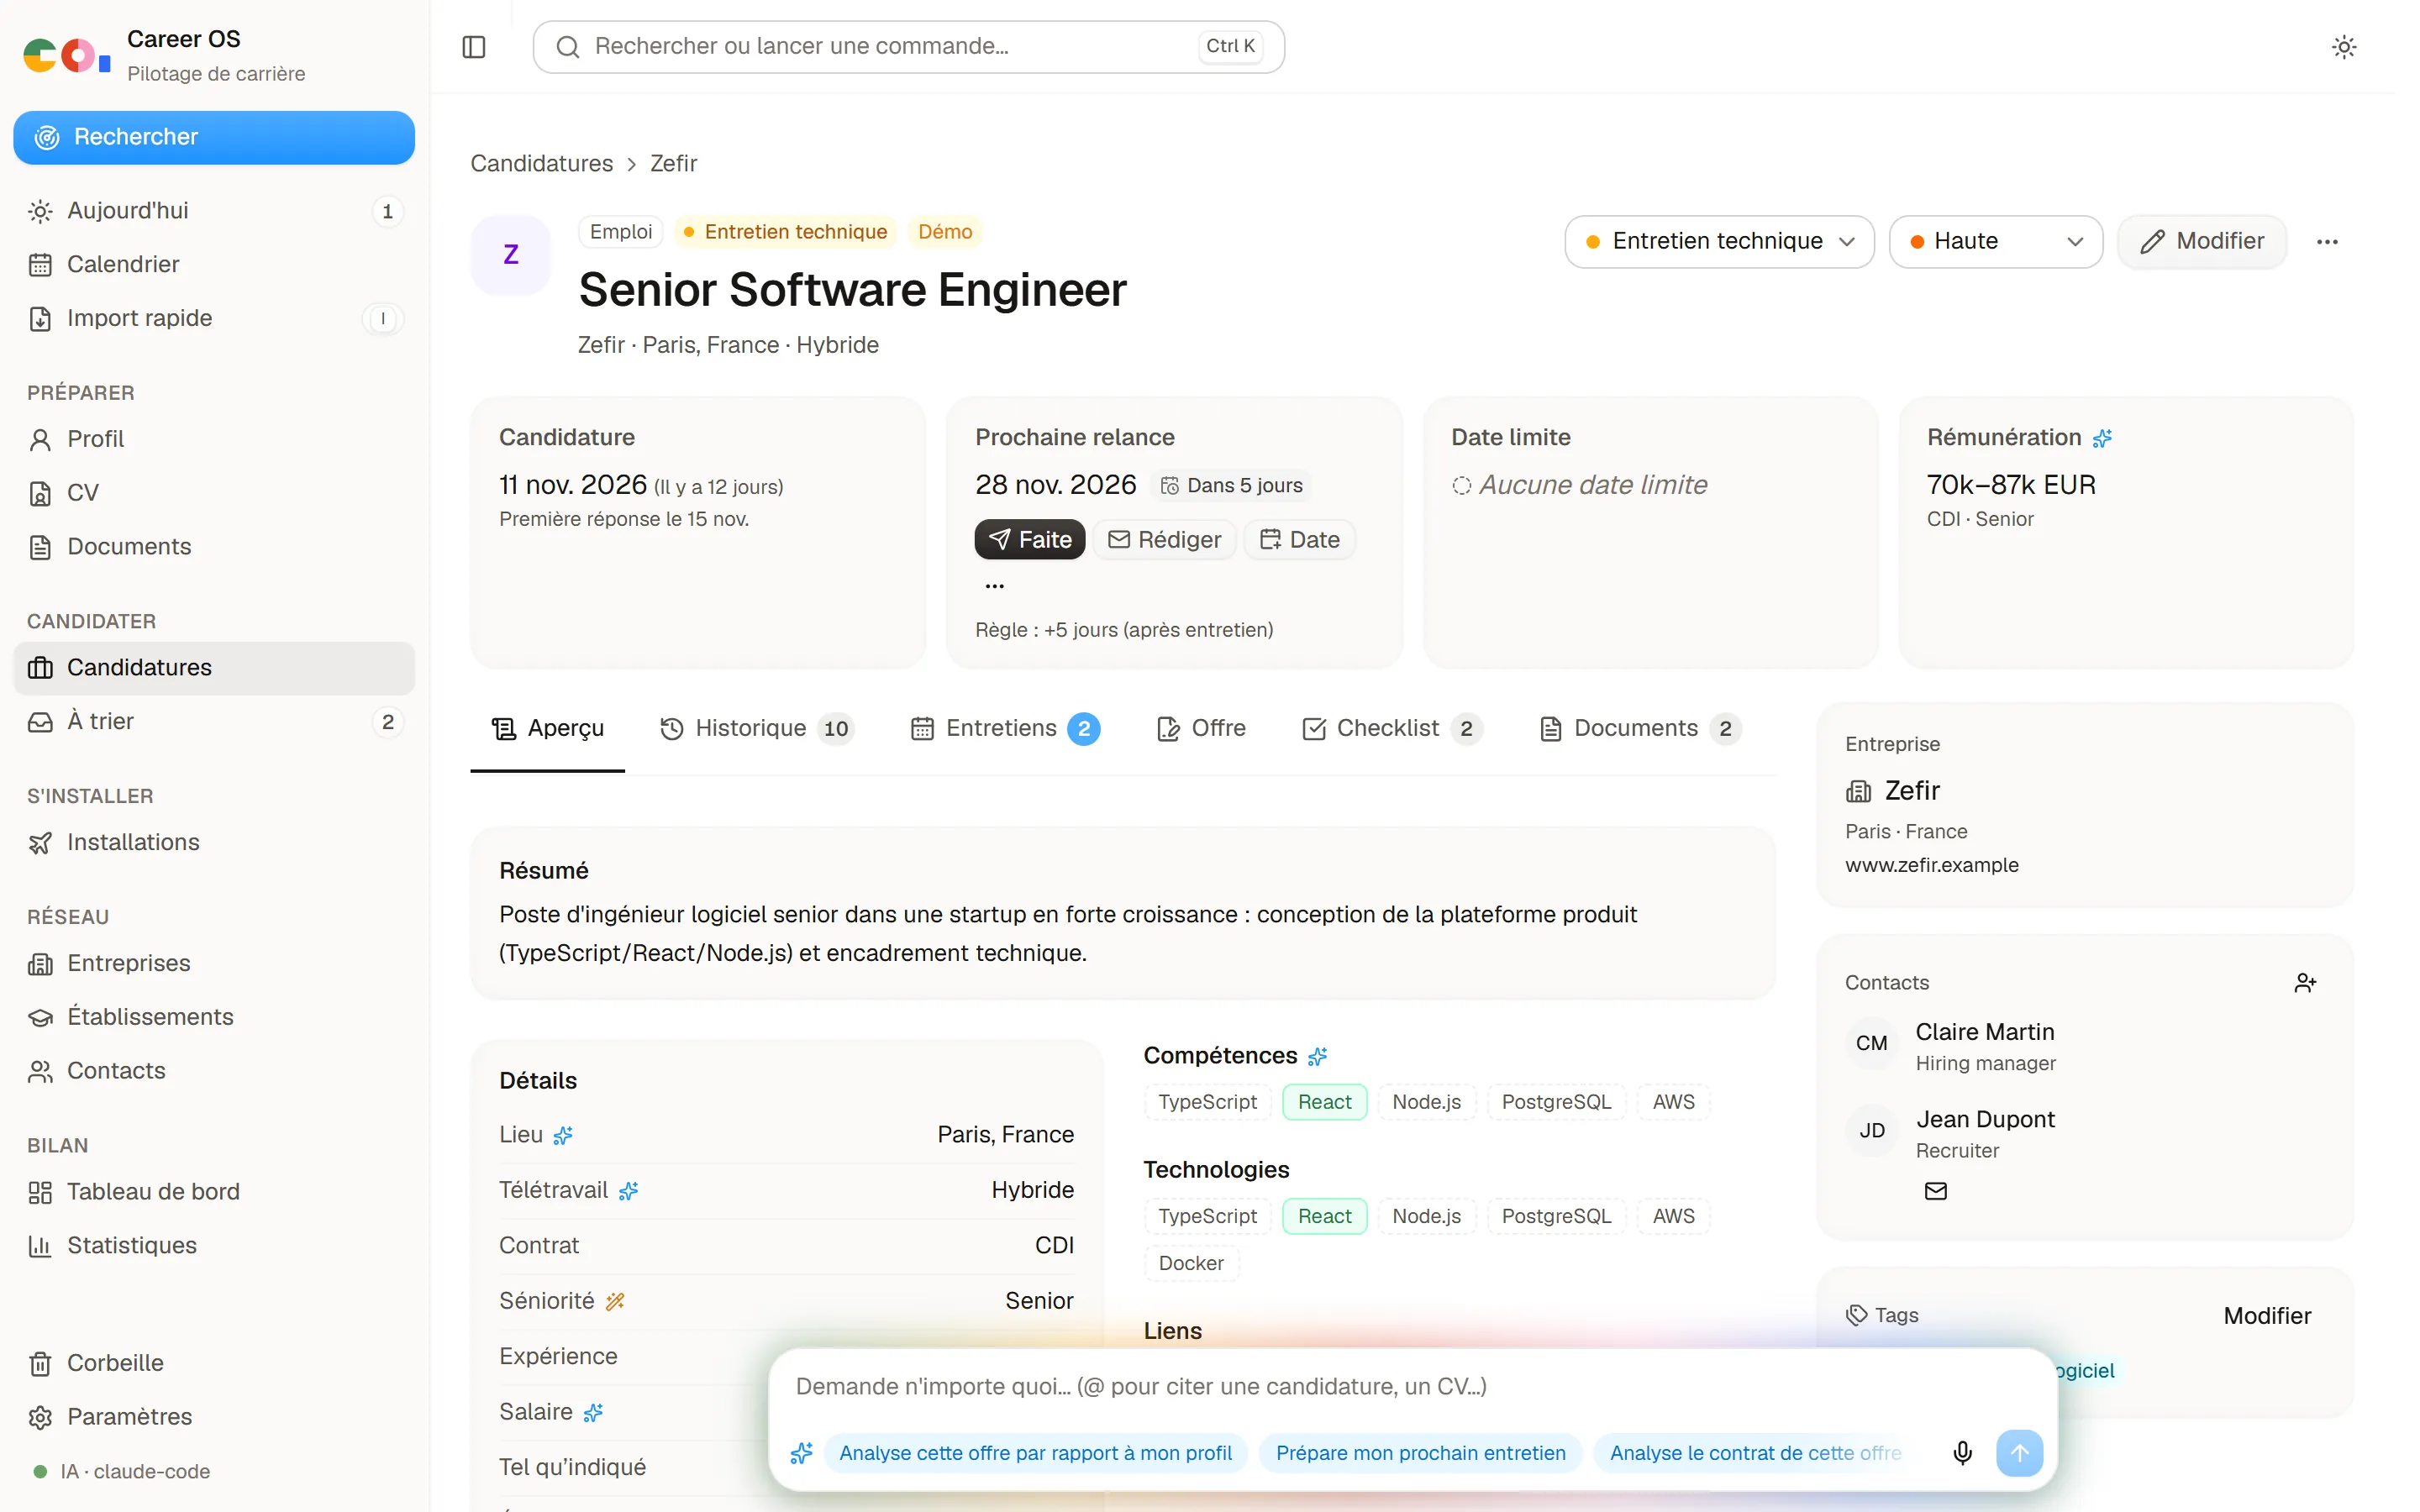 Career OS
Pilotage de carrière
Rechercher
Aujourd'hui 1
Calendrier
Import rapide I
PRÉPARER
Profil
CV
Documents
CANDIDATER
Candidatures
À trier 2
S'INSTALLER
Installations
RÉSEAU
Entreprises
Établissements
Contacts
BILAN
Tableau de bord
Statistiques
Corbeille
Paramètres
IA · claude-code
Rechercher ou lancer une commande... Ctrl K
Candidatures > Zefir
Z
Emploi Entretien technique Démo
Senior Software Engineer
Zefir · Paris, France · Hybride
Entretien technique Haute Modifier
Candidature
11 nov. 2026 (Il y a 12 jours)
Première réponse le 15 nov.
Prochaine relance
28 nov. 2026 Dans 5 jours
Faite Rédiger Date
Règle : +5 jours (après entretien)
Date limite
Aucune date limite
Rémunération
70k–87k EUR
CDI · Senior
Aperçu Historique 10 Entretiens 2 Offre Checklist 2 Documents 2
Résumé
Poste d'ingénieur logiciel senior dans une startup en forte croissance : conception de la plateforme produit
(TypeScript/React/Node.js) et encadrement technique.
Détails
Lieu Paris, France
Télétravail Hybride
Contrat CDI
Séniorité Senior
Expérience
Salaire
Tel qu’indiqué
Compétences
TypeScript React Node.js PostgreSQL AWS
Technologies
TypeScript React Node.js PostgreSQL AWS
Docker
Liens
Entreprise
Zefir
Paris · France
www.zefir.example
Contacts
CM Claire Martin
Hiring manager
JD Jean Dupont
Recruiter
Tags Modifier
ogiciel
Demande n'importe quoi... (@ pour citer une candidature, un CV...)
Analyse cette offre par rapport à mon profil Prépare mon prochain entretien Analyse le contrat de cette offre